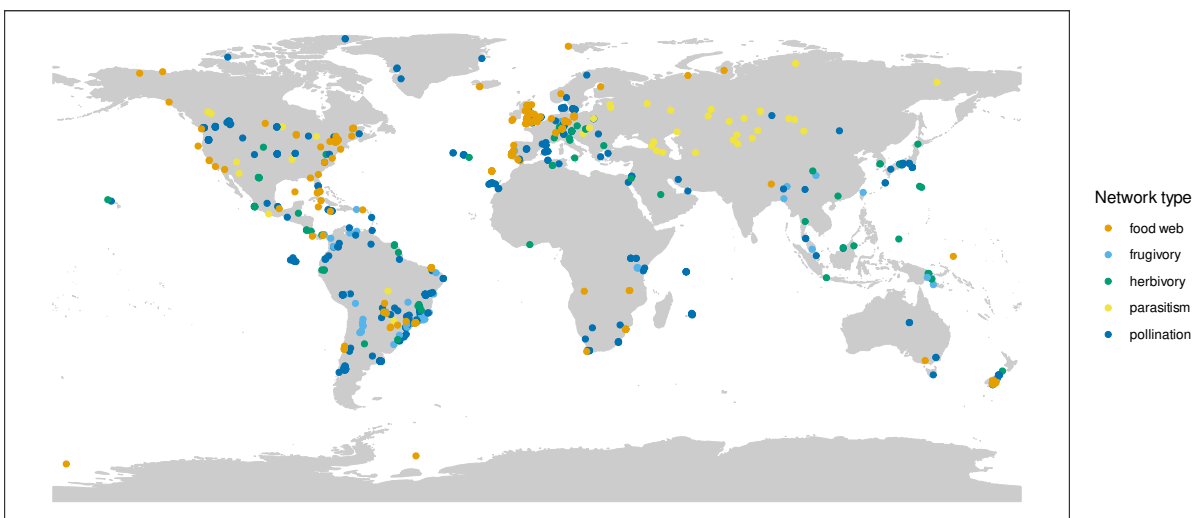 Network type
food web
frugivory
herbivory
parasitism
pollination